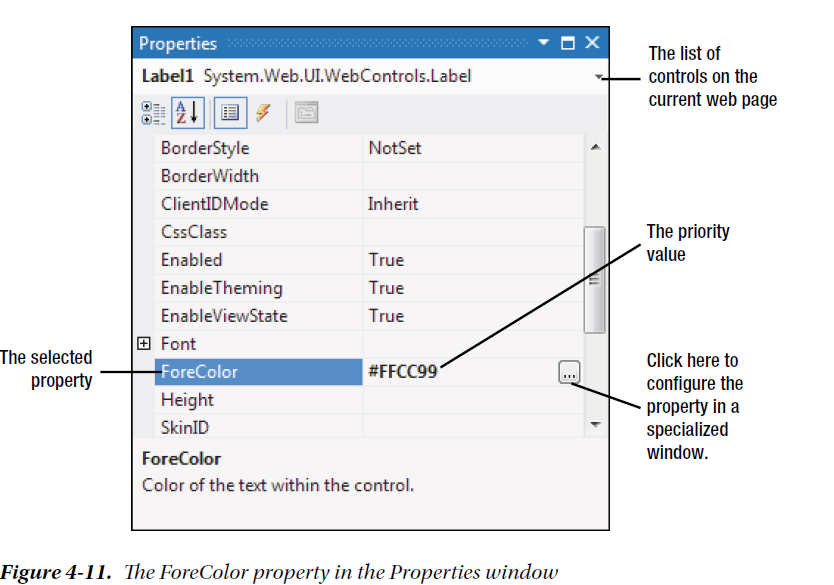 Properties
The list of
controls on the
current web page
Label1 System.Web.UI.WebControls.Label
A
Z
BorderStyle NotSet
BorderWidth
ClientIDMode Inherit
CssClass
The priority
value
Enabled True
EnableTheming True
EnableViewState True
Font
The selected
property
ForeColor #FFCC99 ...
Click here to
configure the
property in a
specialized
window.
Height
SkinID
ForeColor
Color of the text within the control.
Figure 4-11. The ForeColor property in the Properties window